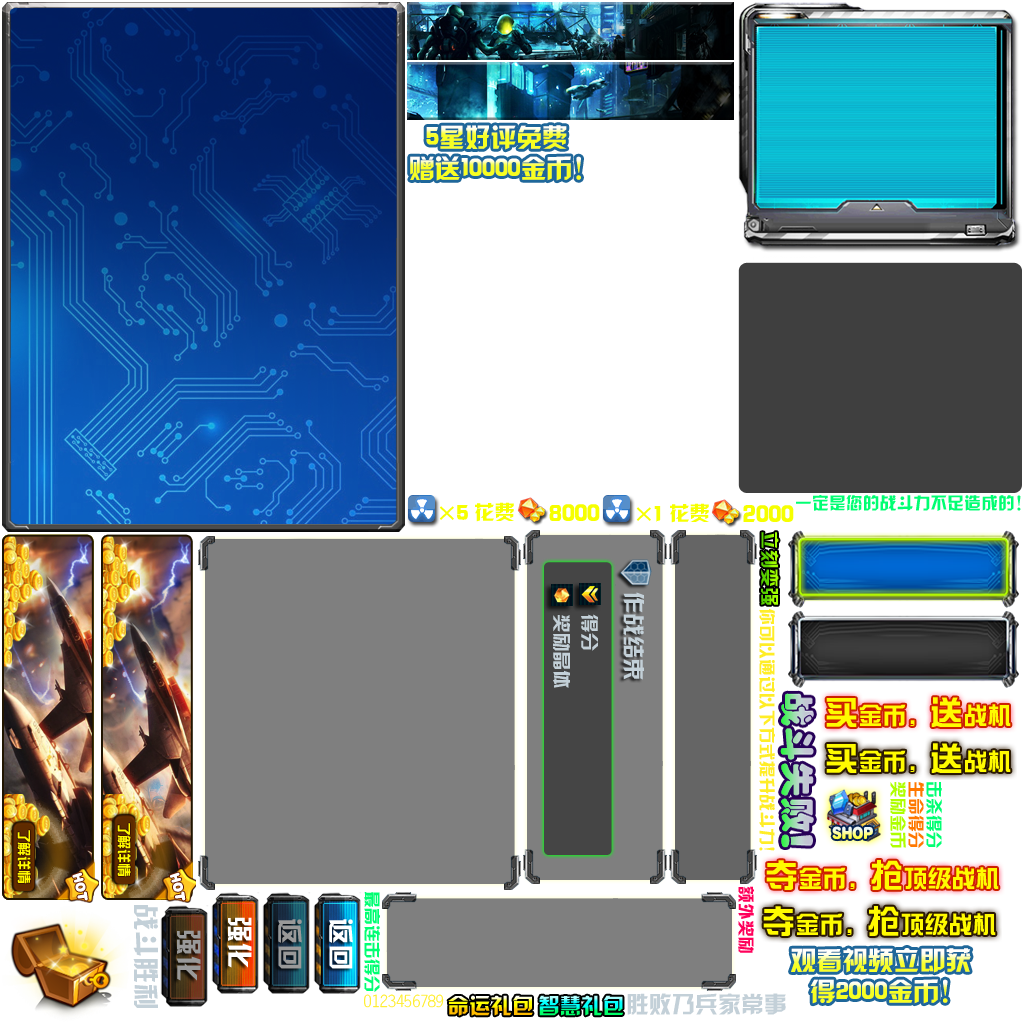 5星好评免费
赠送10000金币!
×5 花费 8000
×1 花费 2000
一定是您的战斗力不足造成的!
立刻变强
你可以通过以下方式提升战斗力!
战斗失败!
作战结束
得分
奖励晶体
买金币，送战机
买金币，送战机
SHOP
击杀得分
生命得分
奖励金币
夺金币，抢顶级战机
夺金币，抢顶级战机
观看视频立即获
得2000金币!
了解详情
HOT
了解详情
HOT
战斗胜利
强化
强化
返回
返回
最高连击得分
额外奖励
0123456789
命运礼包
智慧礼包
胜败乃兵家常事